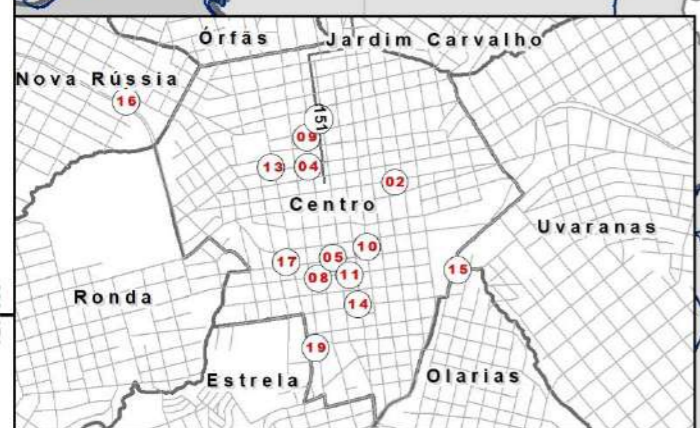 Órfãs
Jardim Carvalho
Nova Rússia
16
151
09
13
04
02
Centro
Uvaranas
10
17
05
08
11
15
Ronda
14
19
Estrela
Olarias